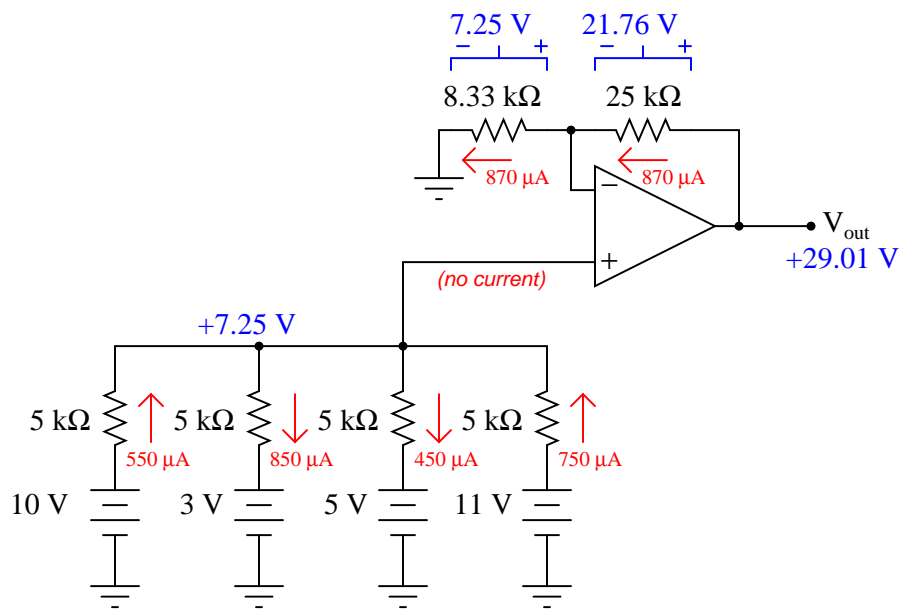 7.25 V 21.76 V
− + − +
8.33 kΩ 25 kΩ
870 µA 870 µA
−
V_out
+
+29.01 V
(no current)
+7.25 V
5 kΩ 5 kΩ 5 kΩ 5 kΩ
550 µA 850 µA 450 µA 750 µA
10 V 3 V 5 V 11 V